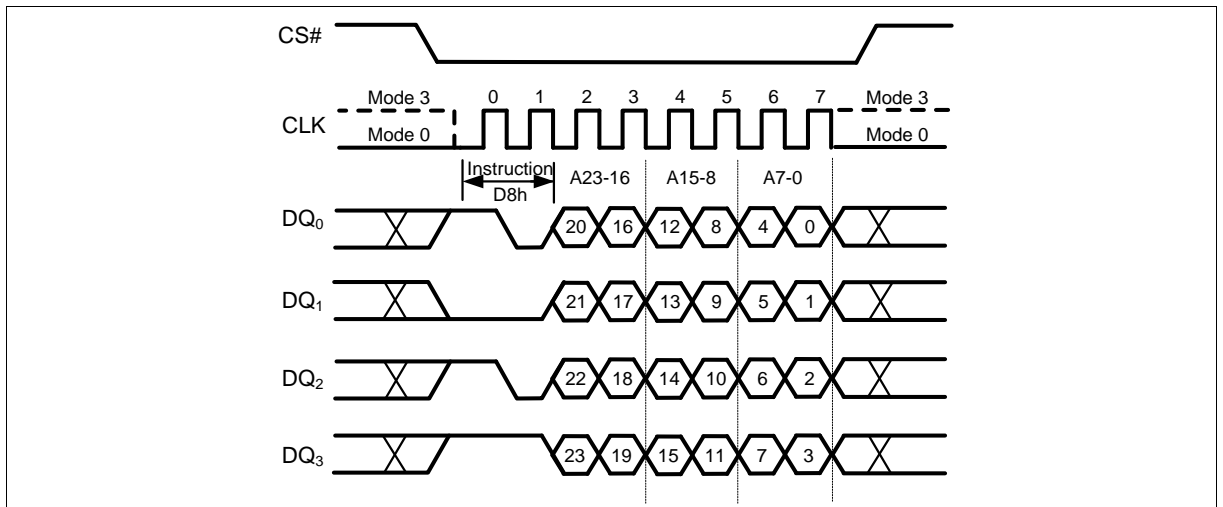 CS#
Mode 3 0 1 2 3 4 5 6 7 Mode 3
CLK
Mode 0 Mode 0
Instruction A23-16 A15-8 A7-0
D8h
DQ0 20 16 12 8 4 0
DQ1 21 17 13 9 5 1
DQ2 22 18 14 10 6 2
DQ3 23 19 15 11 7 3